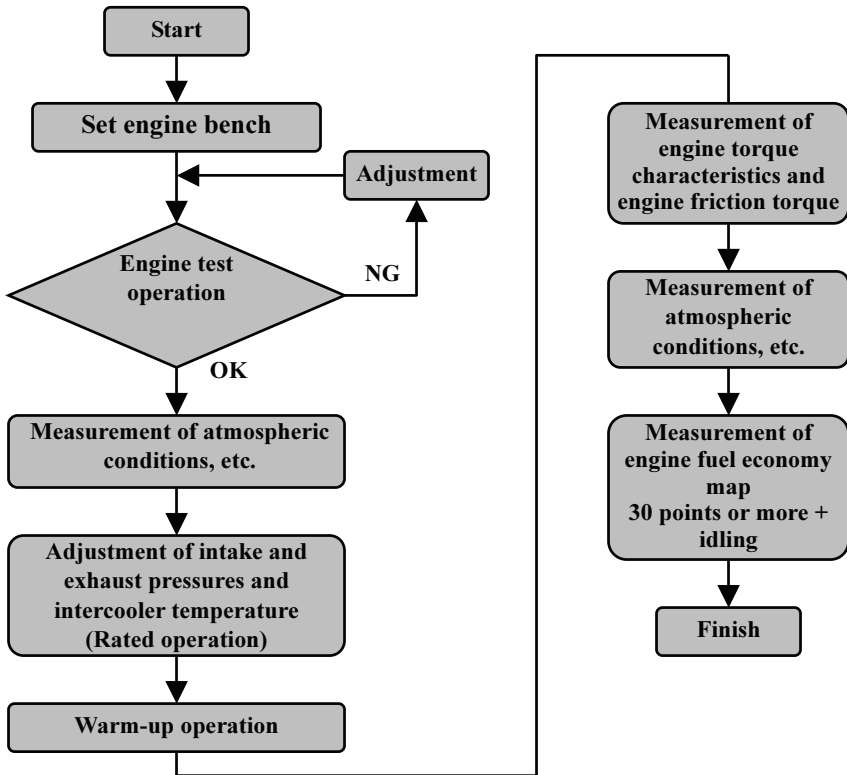 Start
Set engine bench
Adjustment
Engine test
operation
NG
OK
Measurement of atmospheric
conditions, etc.
Adjustment of intake and
exhaust pressures and
intercooler temperature
(Rated operation)
Warm-up operation
Measurement of
engine torque
characteristics and
engine friction torque
Measurement of
atmospheric
conditions, etc.
Measurement of
engine fuel economy
map
30 points or more +
idling
Finish